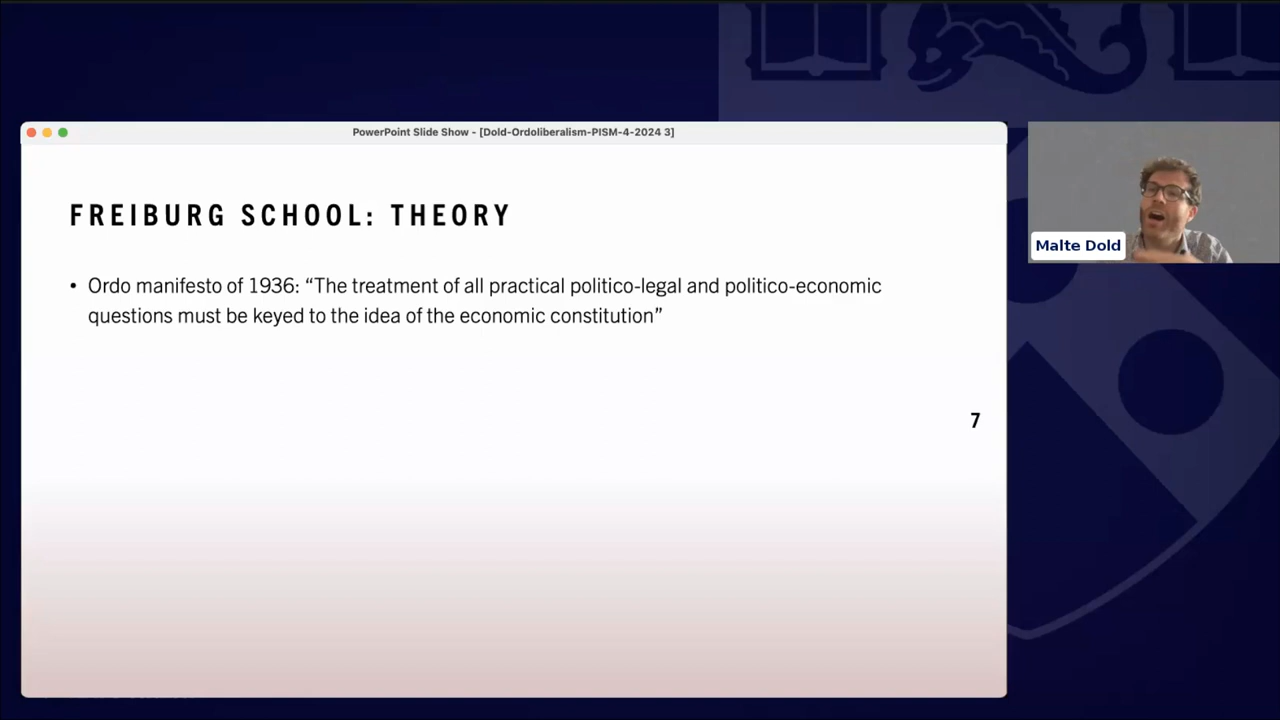 PowerPoint Slide Show - [Dold-Ordoliberalism-PISM-4-2024 3]
FREIBURG SCHOOL: THEORY
• Ordo manifesto of 1936: “The treatment of all practical politico-legal and politico-economic
questions must be keyed to the idea of the economic constitution”
7
Malte Dold